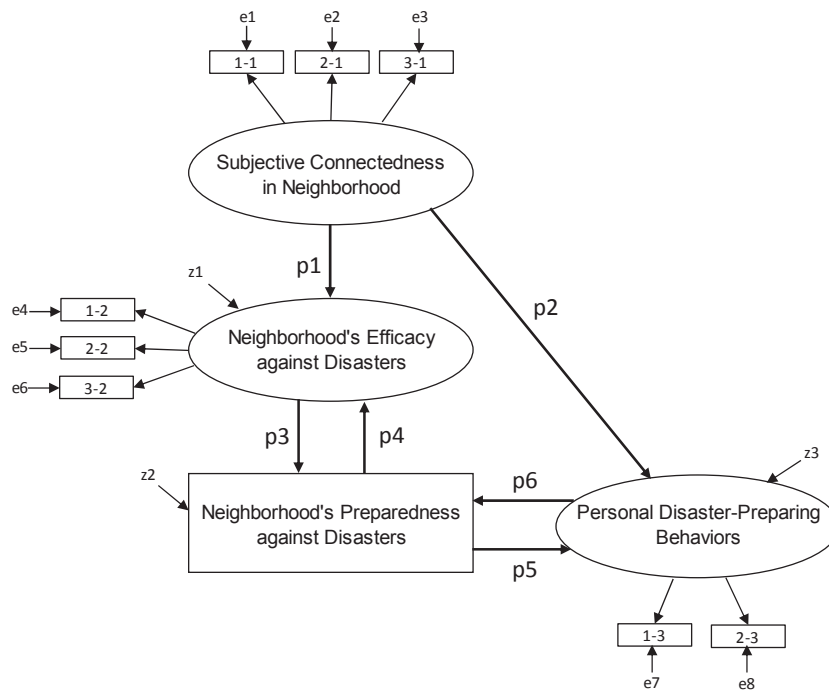 e1
e2
e3
1-1
2-1
3-1
Subjective Connectedness
in Neighborhood
p1
p2
z1
e4
1-2
e5
2-2
e6
3-2
Neighborhood's Efficacy
against Disasters
p3
p4
z2
z3
Neighborhood's Preparedness
against Disasters
p6
p5
Personal Disaster-Preparing
Behaviors
1-3
2-3
e7
e8